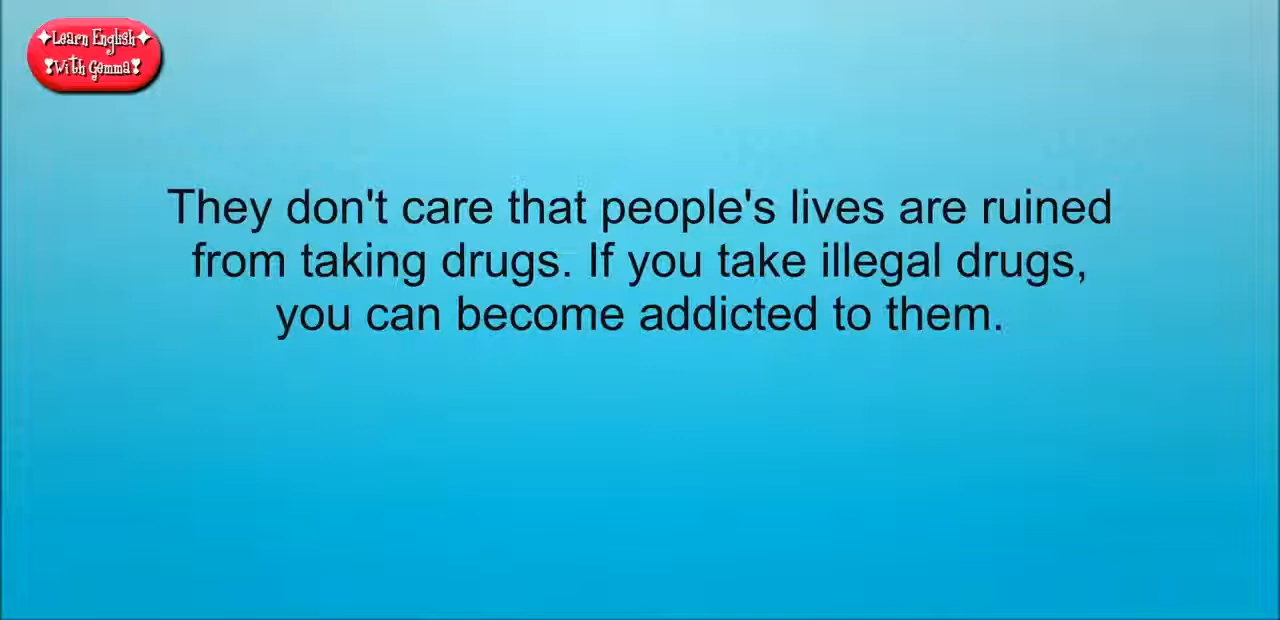 Learn English
With Gemma
They don't care that people's lives are ruined
from taking drugs. If you take illegal drugs,
you can become addicted to them.